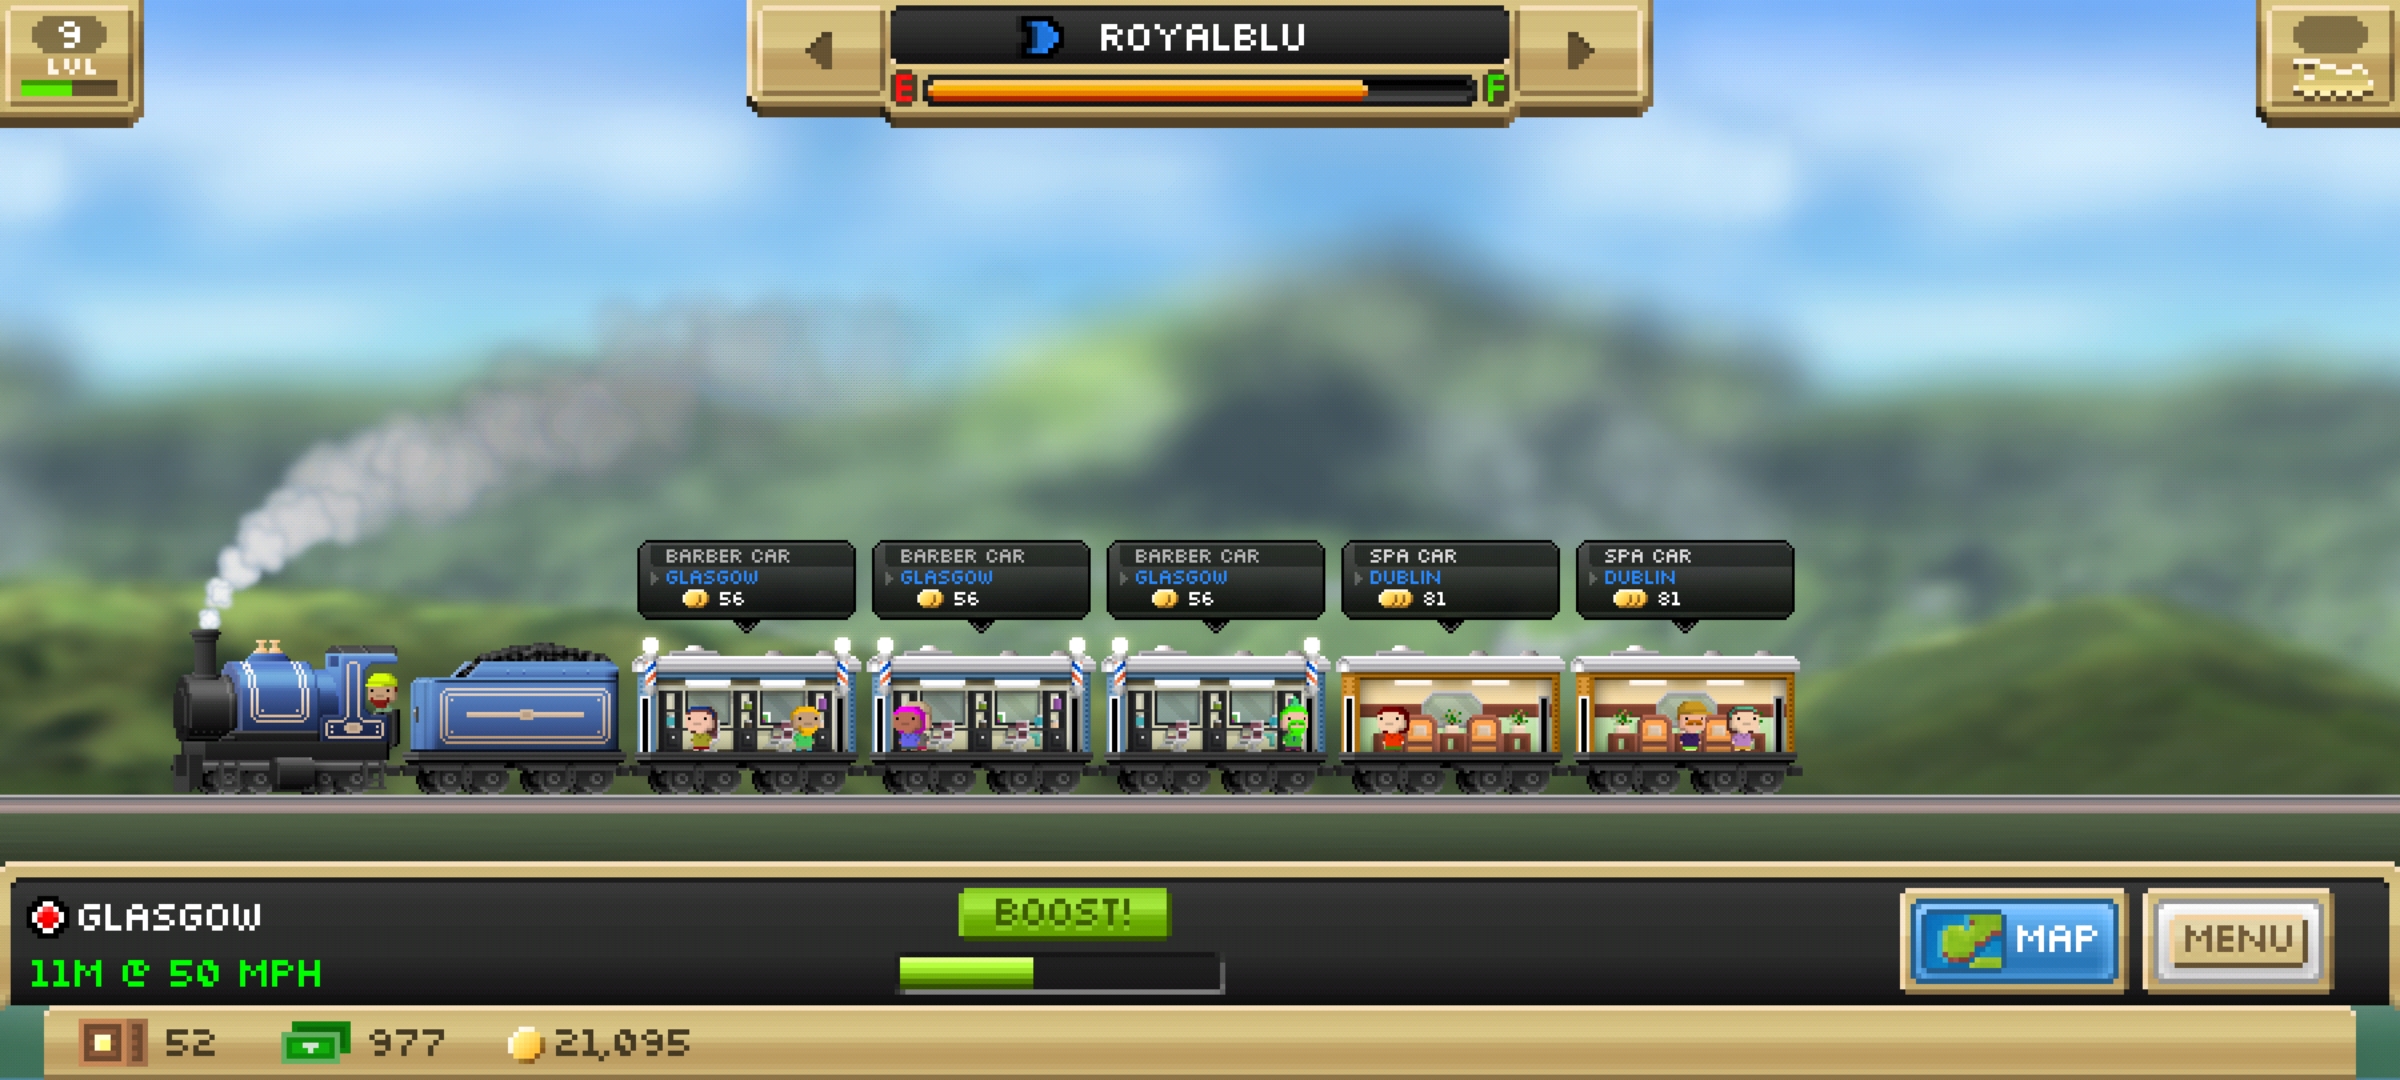 9
LVL
ROYALBLU
E
F
BARBER CAR
GLASGOW
56
BARBER CAR
GLASGOW
56
BARBER CAR
GLASGOW
56
SPA CAR
DUBLIN
81
SPA CAR
DUBLIN
81
GLASGOW
11M @ 50 MPH
BOOST!
MAP
MENU
52
977
21,095